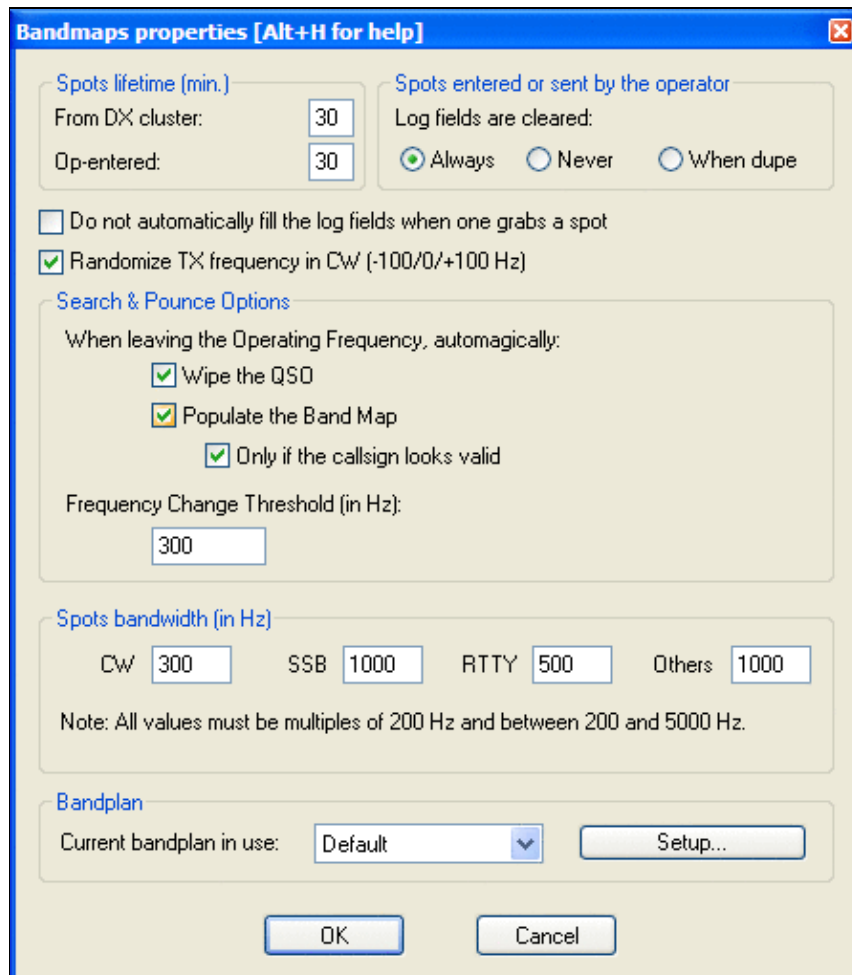 Bandmaps properties [Alt+H for help]
Spots lifetime (min.)
From DX cluster: 30
Op-entered: 30
Spots entered or sent by the operator
Log fields are cleared:
Always Never When dupe
Do not automatically fill the log fields when one grabs a spot
Randomize TX frequency in CW (-100/0/+100 Hz)
Search & Pounce Options
When leaving the Operating Frequency, automagically:
Wipe the QSO
Populate the Band Map
Only if the callsign looks valid
Frequency Change Threshold (in Hz):
300
Spots bandwidth (in Hz)
CW 300 SSB 1000 RTTY 500 Others 1000
Note: All values must be multiples of 200 Hz and between 200 and 5000 Hz.
Bandplan
Current bandplan in use: Default Setup...
OK Cancel